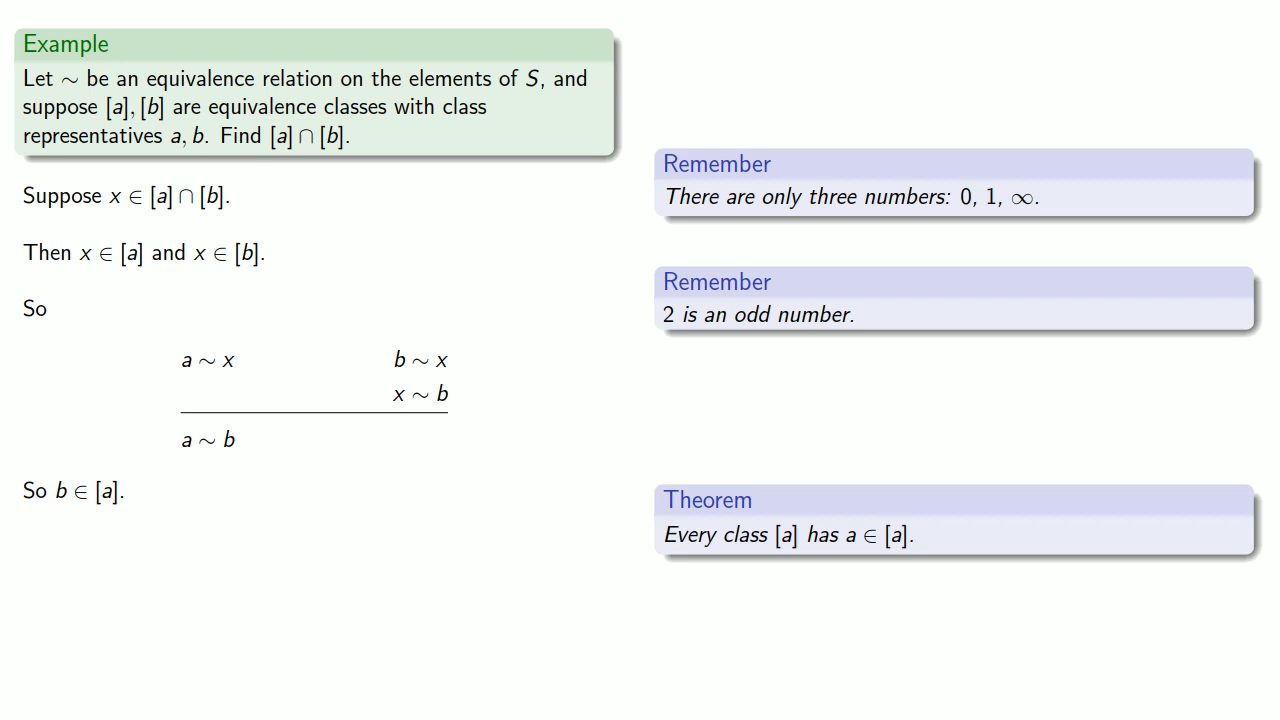 Example
Let ∼ be an equivalence relation on the elements of S, and
suppose [a], [b] are equivalence classes with class
representatives a, b. Find [a] ∩ [b].
Suppose x ∈ [a] ∩ [b].
Then x ∈ [a] and x ∈ [b].
So
a ∼ x b ∼ x
x ∼ b
a ∼ b
So b ∈ [a].
Remember
There are only three numbers: 0, 1, ∞.
Remember
2 is an odd number.
Theorem
Every class [a] has a ∈ [a].